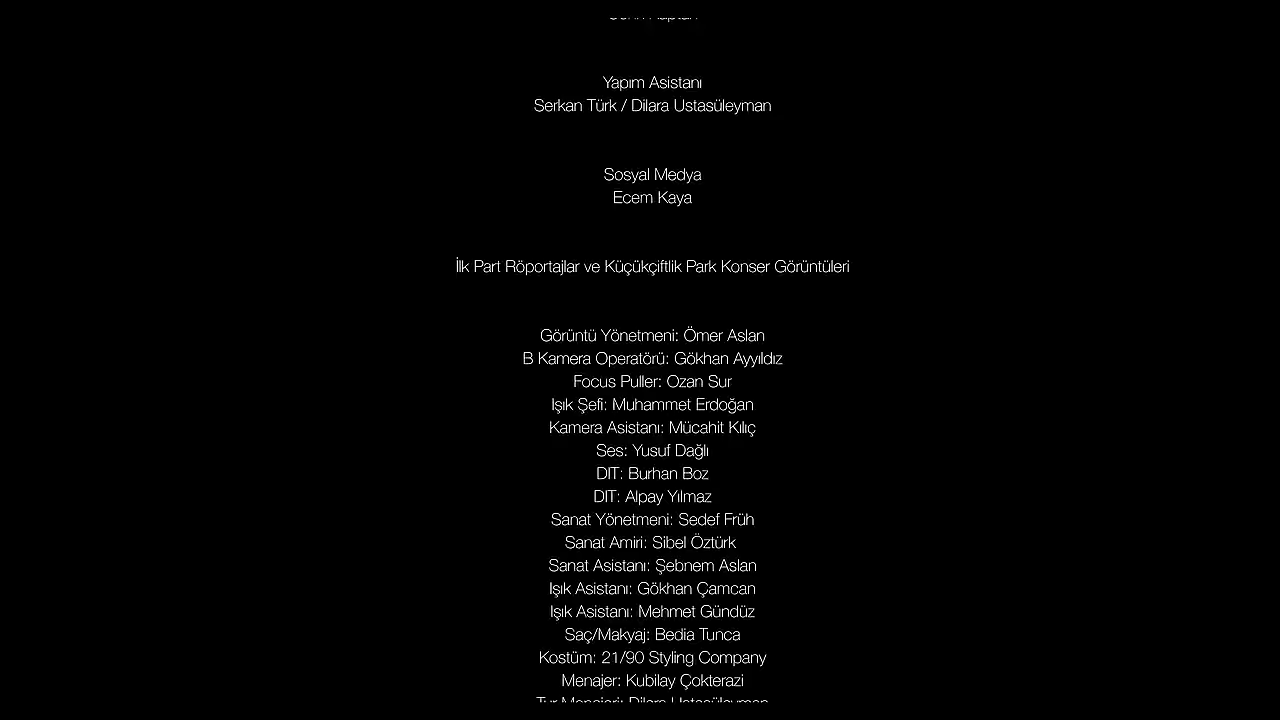 Yapım Asistanı
Serkan Türk / Dilara Ustasüleyman
Sosyal Medya
Ecem Kaya
İlk Part Röportajlar ve Küçükçiftlik Park Konser Görüntüleri
Görüntü Yönetmeni: Ömer Aslan
B Kamera Operatörü: Gökhan Ayyıldız
Focus Puller: Ozan Sur
Işık Şefi: Muhammet Erdoğan
Kamera Asistanı: Mücahit Kılıç
Ses: Yusuf Dağlı
DIT: Burhan Boz
DIT: Alpay Yılmaz
Sanat Yönetmeni: Sedef Früh
Sanat Amiri: Sibel Öztürk
Sanat Asistanı: Şebnem Aslan
Işık Asistanı: Gökhan Çamcan
Işık Asistanı: Mehmet Gündüz
Saç/Makyaj: Bedia Tunca
Kostüm: 21/90 Styling Company
Menajer: Kubilay Çokterazi
Tur Menajeri: Dilara Ustasüleyman